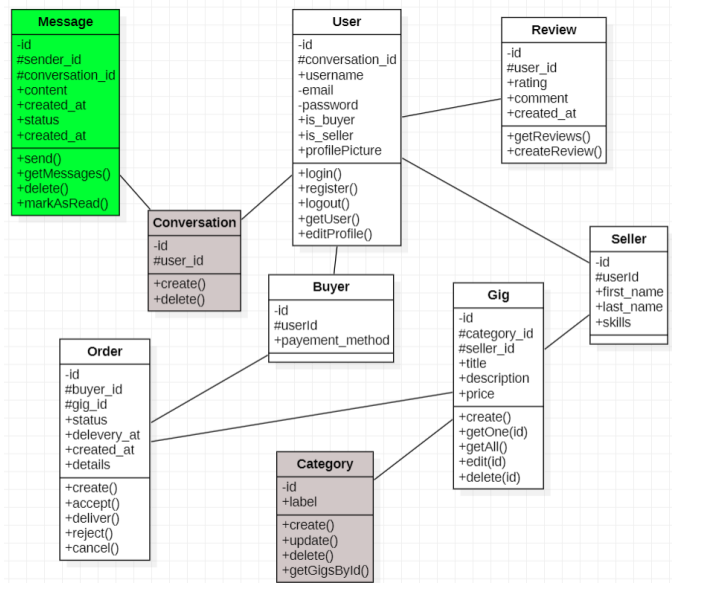 Message
-id
#sender_id
#conversation_id
+content
+created_at
+status
+created_at
+send()
+getMessages()
+delete()
+markAsRead()
User
-id
#conversation_id
+username
-email
-password
+is_buyer
+is_seller
+profilePicture
+login()
+register()
+logout()
+getUser()
+editProfile()
Review
-id
#user_id
+rating
+comment
+created_at
+getReviews()
+createReview()
Conversation
-id
#user_id
+create()
+delete()
Seller
-id
#userId
+first_name
+last_name
+skills
Buyer
-id
#userId
+payement_method
Gig
-id
#category_id
#seller_id
+title
+description
+price
+create()
+getOne(id)
+getAll()
+edit(id)
+delete(id)
Order
-id
#buyer_id
#gig_id
+status
+delevery_at
+created_at
+details
+create()
+accept()
+deliver()
+reject()
+cancel()
Category
-id
+label
+create()
+update()
+delete()
+getGigsById()